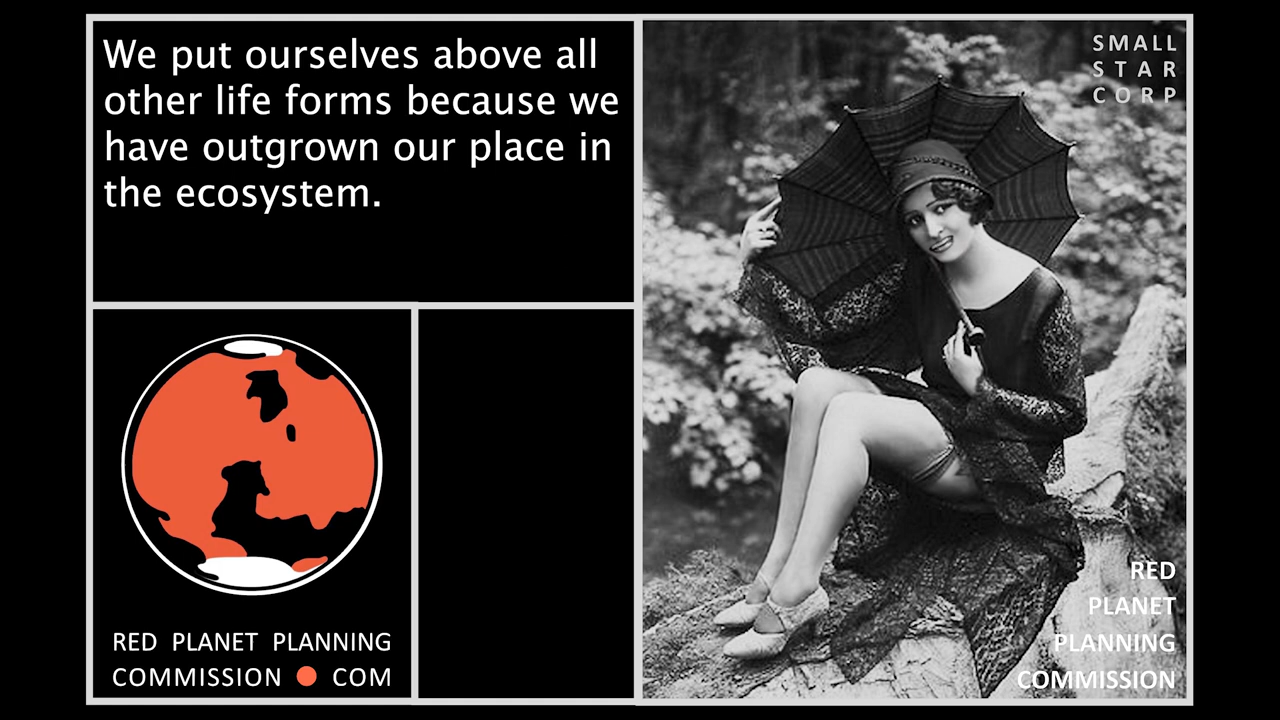 We put ourselves above all
other life forms because we
have outgrown our place in
the ecosystem.
RED PLANET PLANNING
COMMISSION COM
SMALL
STAR
CORP
RED
PLANET
PLANNING
COMMISSION